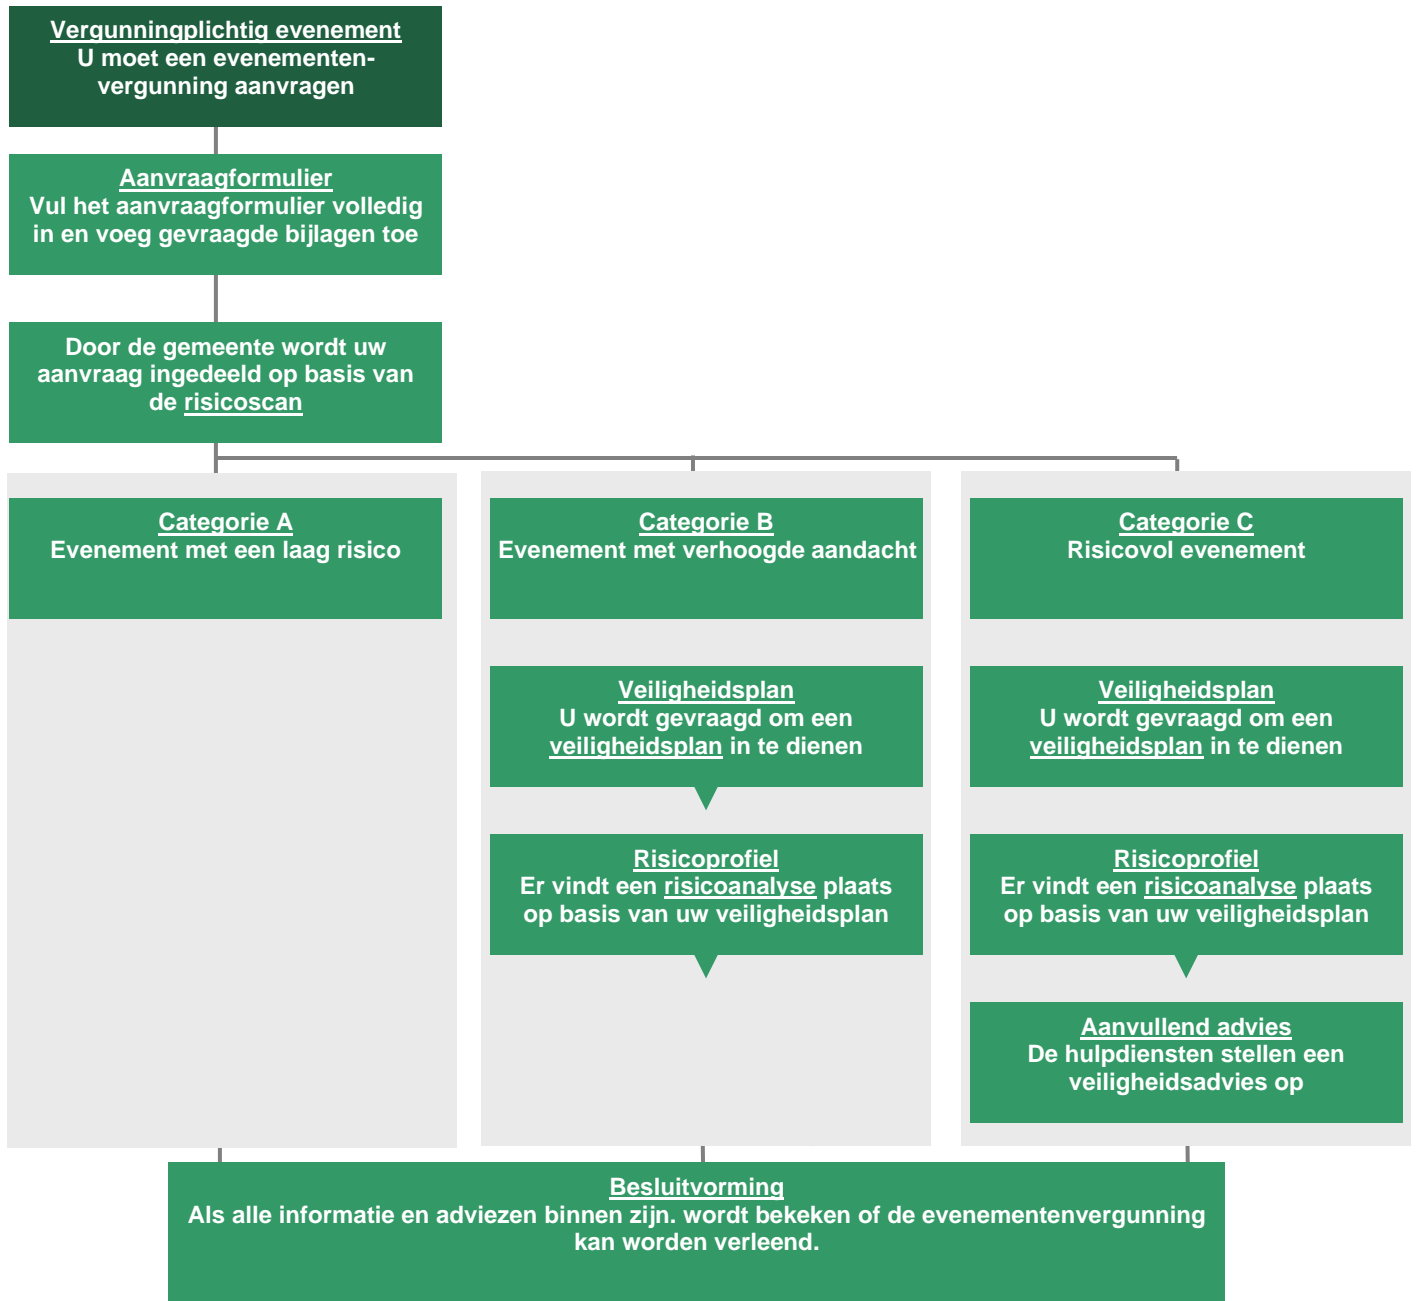 Vergunningplichtig evenement
U moet een evenementen-
vergunning aanvragen
Aanvraagformulier
Vul het aanvraagformulier volledig
in en voeg gevraagde bijlagen toe
Door de gemeente wordt uw
aanvraag ingedeeld op basis van
de risicoscan
Categorie A
Evenement met een laag risico
Categorie B
Evenement met verhoogde aandacht
Veiligheidsplan
U wordt gevraagd om een
veiligheidsplan in te dienen
Risicoprofiel
Er vindt een risicoanalyse plaats
op basis van uw veiligheidsplan
Categorie C
Risicovol evenement
Veiligheidsplan
U wordt gevraagd om een
veiligheidsplan in te dienen
Risicoprofiel
Er vindt een risicoanalyse plaats
op basis van uw veiligheidsplan
Aanvullend advies
De hulpdiensten stellen een
veiligheidsadvies op
Besluitvorming
Als alle informatie en adviezen binnen zijn. wordt bekeken of de evenementenvergunning
kan worden verleend.